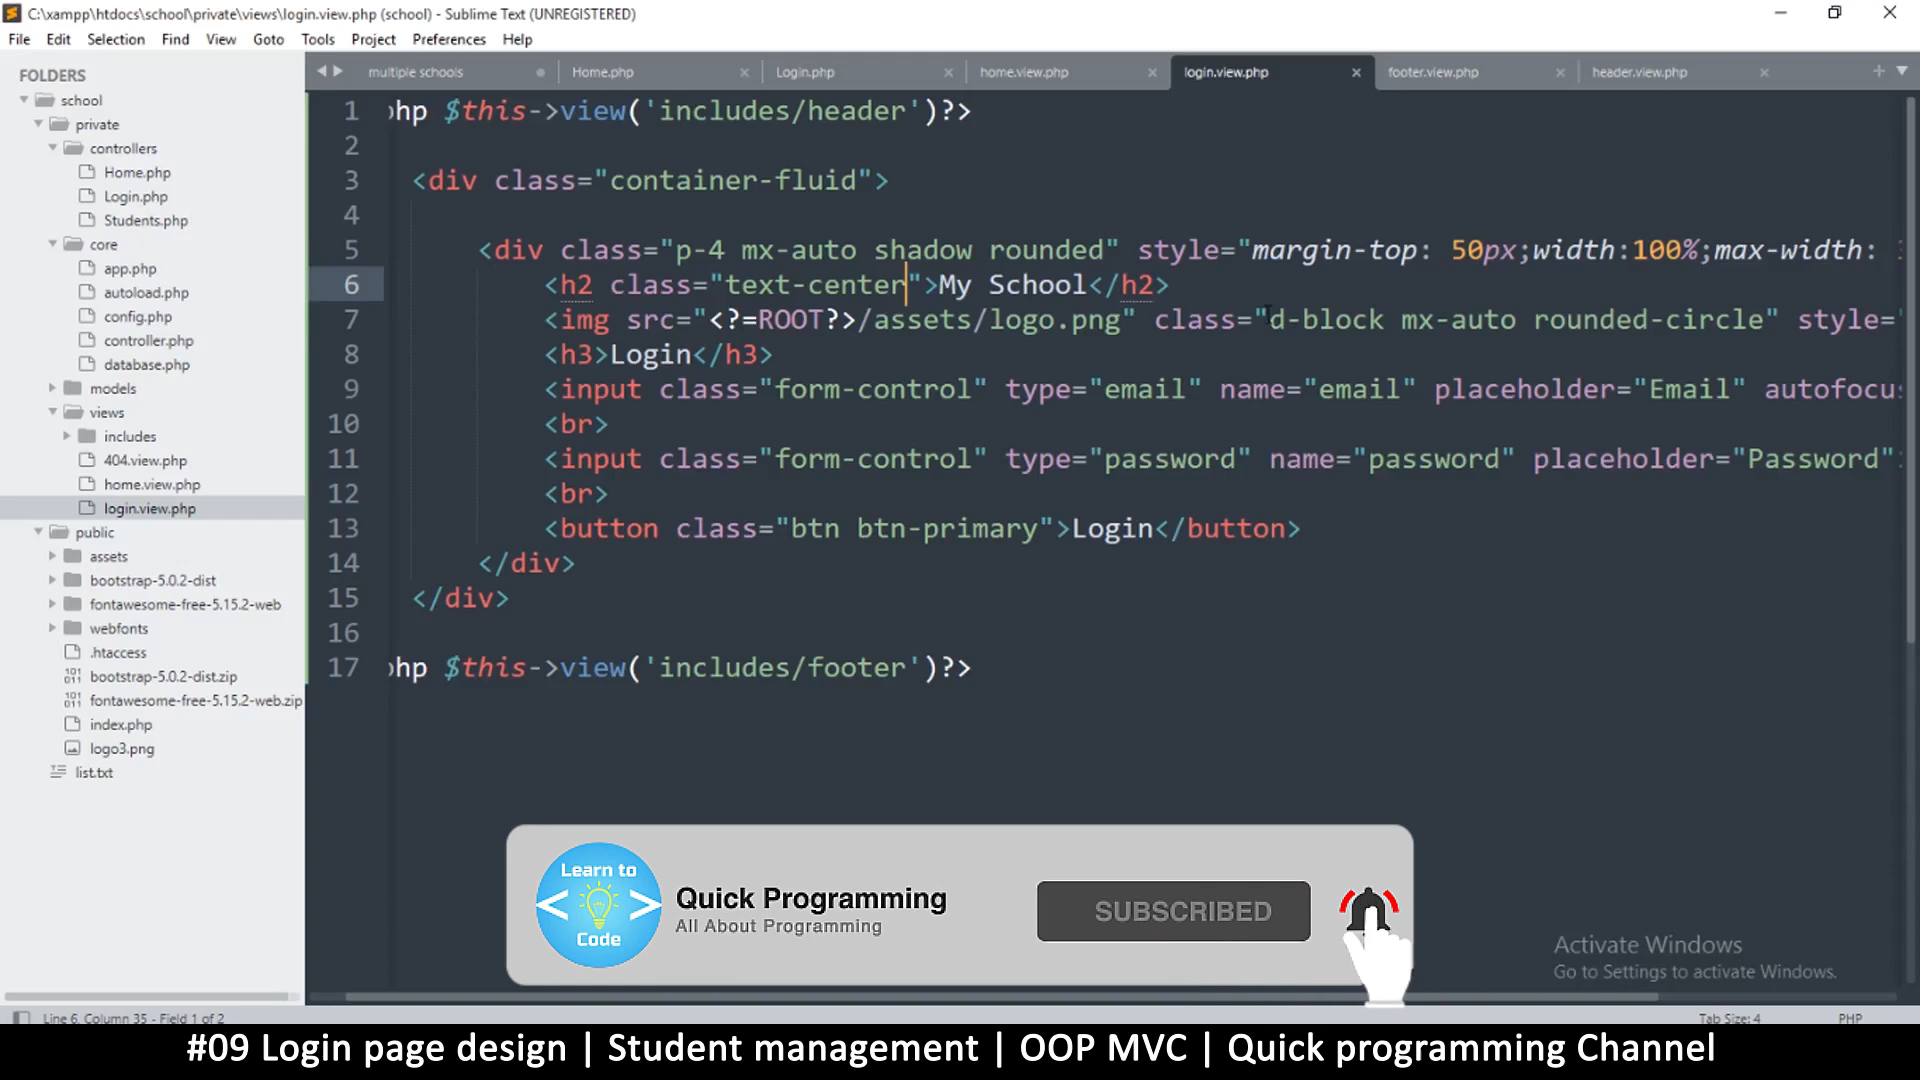 C:\xampp\htdocs\school\private\views\login.view.php (school) - Sublime Text (UNREGISTERED)
File Edit Selection Find View Goto Tools Project Preferences Help
FOLDERS
school
private
controllers
Home.php
Login.php
Students.php
core
app.php
autoload.php
config.php
controller.php
database.php
models
views
includes
404.view.php
home.view.php
login.view.php
public
assets
bootstrap-5.0.2-dist
fontawesome-free-5.15.2-web
webfonts
.htaccess
bootstrap-5.0.2-dist.zip
fontawesome-free-5.15.2-web.zip
index.php
logo3.png
list.txt
multiple schools Home.php Login.php home.view.php login.view.php footer.view.php header.view.php
1 hp $this->view('includes/header')?>
2
3 <div class="container-fluid">
4
5 <div class="p-4 mx-auto shadow rounded" style="margin-top: 50px;width:100%;max-width:
6 <h2 class="text-center">My School</h2>
7 <img src="<?=ROOT?>/assets/logo.png" class="d-block mx-auto rounded-circle" style=
8 <h3>Login</h3>
9 <input class="form-control" type="email" name="email" placeholder="Email" autofocu
10 <br>
11 <input class="form-control" type="password" name="password" placeholder="Password"
12 <br>
13 <button class="btn btn-primary">Login</button>
14 </div>
15 </div>
16
17 hp $this->view('includes/footer')?>
Learn to
Code
Quick Programming
All About Programming
SUBSCRIBED
Activate Windows
Go to Settings to activate Windows.
Line 6, Column 35 - Field 1 of 2 Tab Size: 4 PHP
#09 Login page design | Student management | OOP MVC | Quick programming Channel